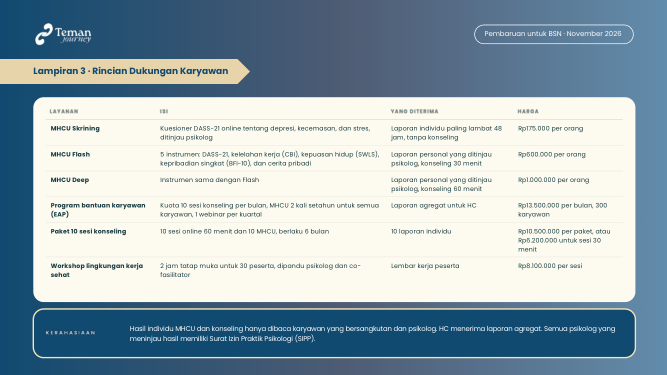 Teman
journey
Pembaruan untuk BSN · November 2026
Lampiran 3 · Rincian Dukungan Karyawan
LAYANAN
ISI
YANG DITERIMA
HARGA
MHCU Skrining
Kuesioner DASS-21 online tentang depresi, kecemasan, dan stres,
ditinjau psikolog
Laporan individu paling lambat 48
jam, tanpa konseling
Rp175.000 per orang
MHCU Flash
5 instrumen: DASS-21, kelelahan kerja (CBI), kepuasan hidup (SWLS),
kepribadian singkat (BFI-10), dan cerita pribadi
Laporan personal yang ditinjau
psikolog, konseling 30 menit
Rp600.000 per orang
MHCU Deep
Instrumen sama dengan Flash
Laporan personal yang ditinjau
psikolog, konseling 60 menit
Rp1.000.000 per orang
Program bantuan karyawan
(EAP)
Kuota 10 sesi konseling per bulan, MHCU 2 kali setahun untuk semua
karyawan, 1 webinar per kuartal
Laporan agregat untuk HC
Rp13.500.000 per bulan, 300
karyawan
Paket 10 sesi konseling
10 sesi online 60 menit dan 10 MHCU, berlaku 6 bulan
10 laporan individu
Rp10.500.000 per paket, atau
Rp6.200.000 untuk sesi 30
menit
Workshop lingkungan kerja
sehat
2 jam tatap muka untuk 30 peserta, dipandu psikolog dan co-
fasilitator
Lembar kerja peserta
Rp8.100.000 per sesi
KERAHASIAAN
Hasil individu MHCU dan konseling hanya dibaca karyawan yang bersangkutan dan psikolog. HC menerima laporan agregat. Semua psikolog yang
meninjau hasil memiliki Surat Izin Praktik Psikologi (SIPP).